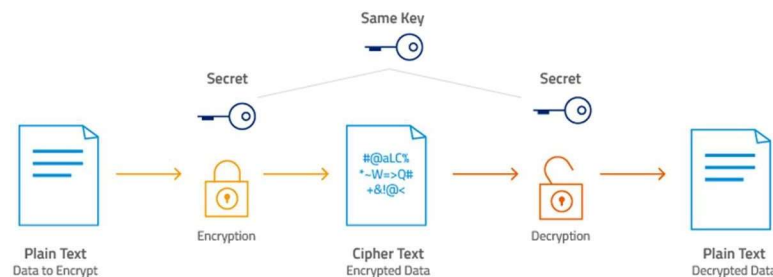 Same Key
Secret
Secret
#@aLC%
*~W=>Q#
+&!@<
Encryption
Decryption
Plain Text
Data to Encrypt
Cipher Text
Encrypted Data
Plain Text
Decrypted Data